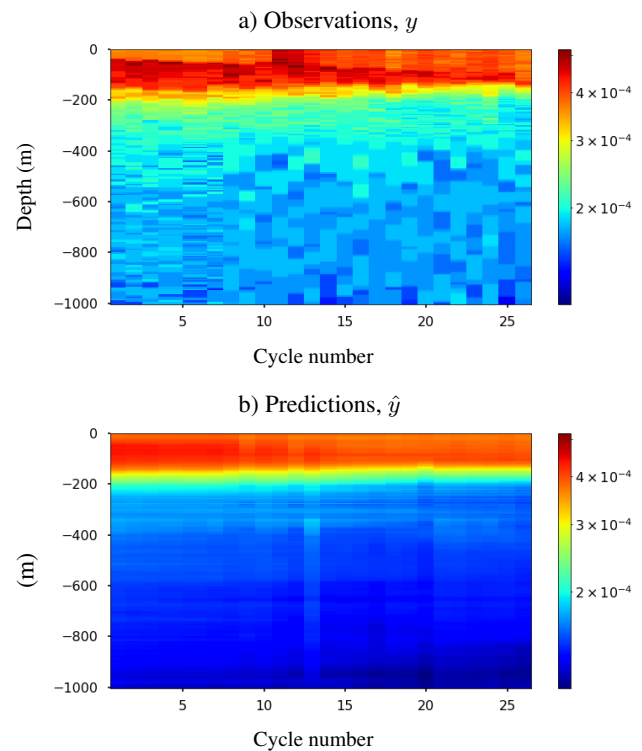 a) Observations, y
Depth (m)
0
−200
−400
−600
−800
−1000
5
10
15
20
25
4 × 10⁻⁴
3 × 10⁻⁴
2 × 10⁻⁴
Cycle number
b) Predictions, ŷ
(m)
0
−200
−400
−600
−800
−1000
5
10
15
20
25
4 × 10⁻⁴
3 × 10⁻⁴
2 × 10⁻⁴
Cycle number